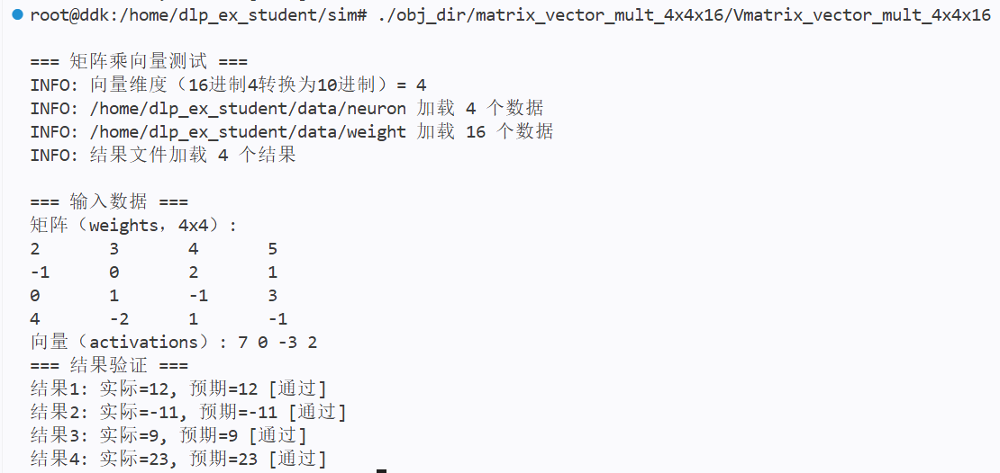 root@ddk:/home/dlp_ex_student/sim# ./obj_dir/matrix_vector_mult_4x4x16/Vmatrix_vector_mult_4x4x16
=== 矩阵乘向量测试 ===
INFO: 向量维度（16进制4转换为10进制）= 4
INFO: /home/dlp_ex_student/data/neuron 加载 4 个数据
INFO: /home/dlp_ex_student/data/weight 加载 16 个数据
INFO: 结果文件加载 4 个结果
=== 输入数据 ===
矩阵（weights，4x4）:
2 3 4 5
-1 0 2 1
0 1 -1 3
4 -2 1 -1
向量（activations）: 7 0 -3 2
=== 结果验证 ===
结果1: 实际=12, 预期=12 [通过]
结果2: 实际=-11, 预期=-11 [通过]
结果3: 实际=9, 预期=9 [通过]
结果4: 实际=23, 预期=23 [通过]